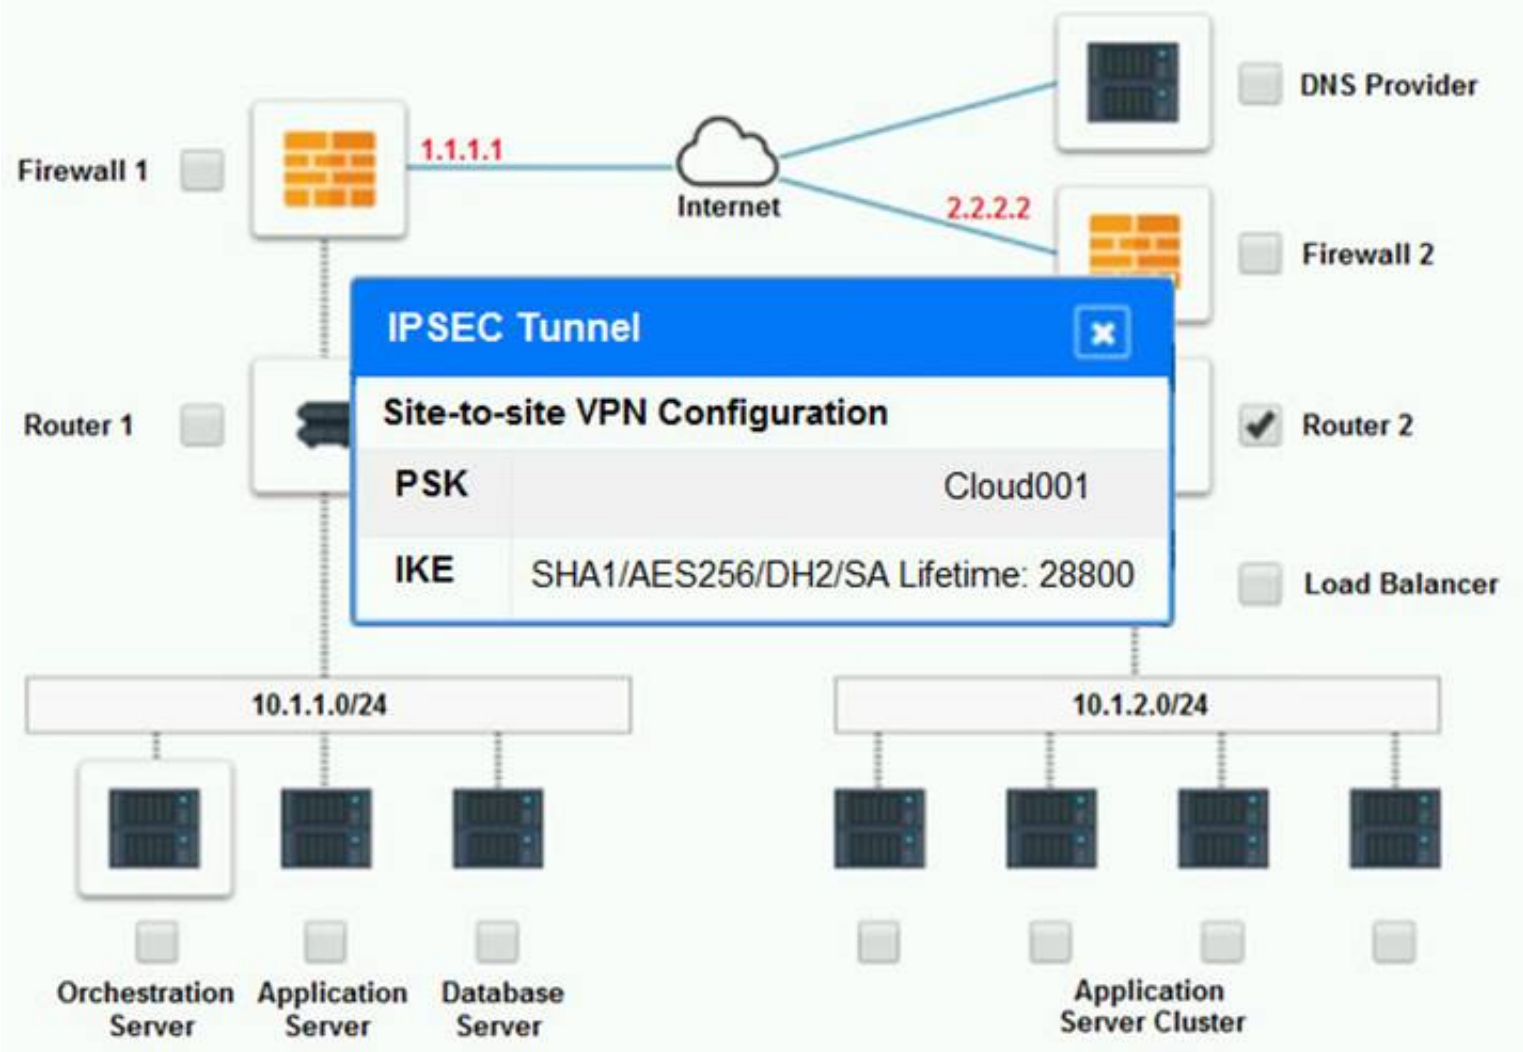 DNS Provider
Firewall 1
1.1.1.1
Internet
2.2.2.2
Firewall 2
IPSEC Tunnel
Site-to-site VPN Configuration
PSK Cloud001
IKE SHA1/AES256/DH2/SA Lifetime: 28800
Router 1
Router 2
Load Balancer
10.1.1.0/24
10.1.2.0/24
Orchestration
Server
Application
Server
Database
Server
Application
Server Cluster